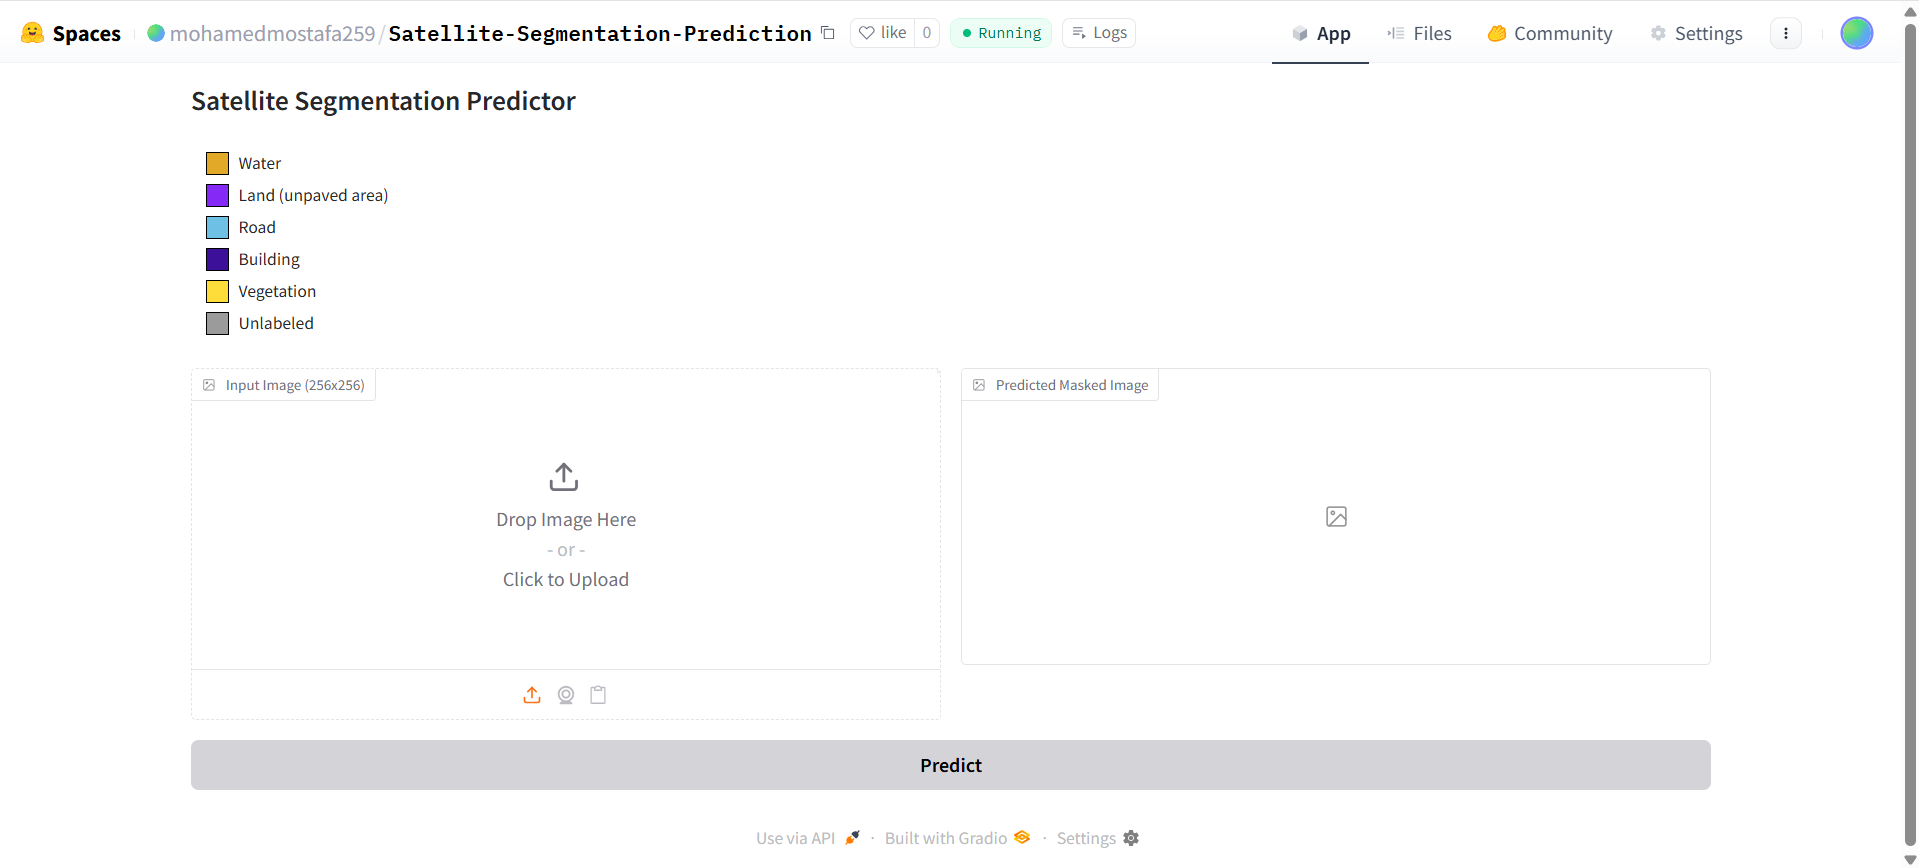 Spaces mohamedmostafa259/Satellite-Segmentation-Prediction like 0 Running Logs App Files Community Settings
Satellite Segmentation Predictor
Water
Land (unpaved area)
Road
Building
Vegetation
Unlabeled
Input Image (256x256)
Drop Image Here
- or -
Click to Upload
Predicted Masked Image
Predict
Use via API · Built with Gradio · Settings